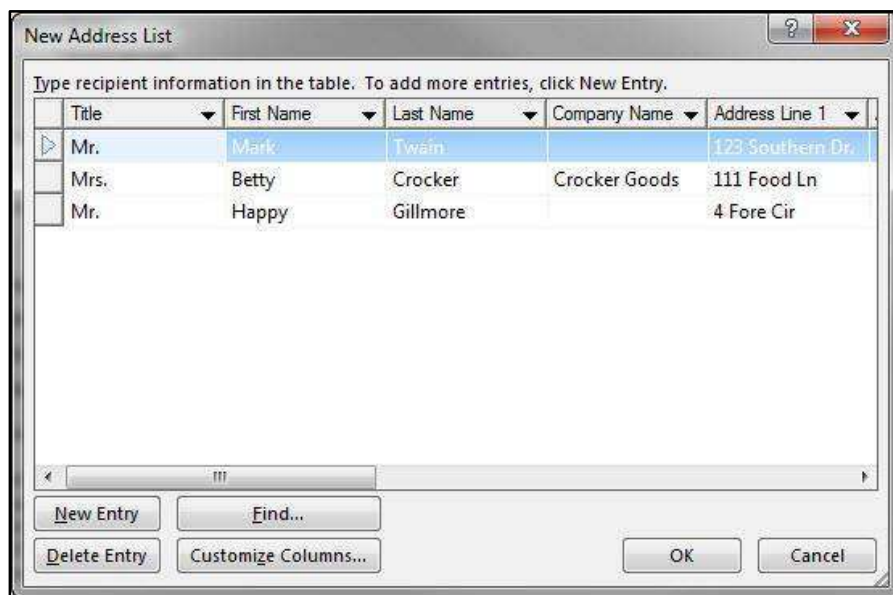 New Address List
Type recipient information in the table. To add more entries, click New Entry.
Title First Name Last Name Company Name Address Line 1
Mr. Mark Twain 123 Southern Dr.
Mrs. Betty Crocker Crocker Goods 111 Food Ln
Mr. Happy Gillmore 4 Fore Cir
New Entry Find...
Delete Entry Customize Columns... OK Cancel